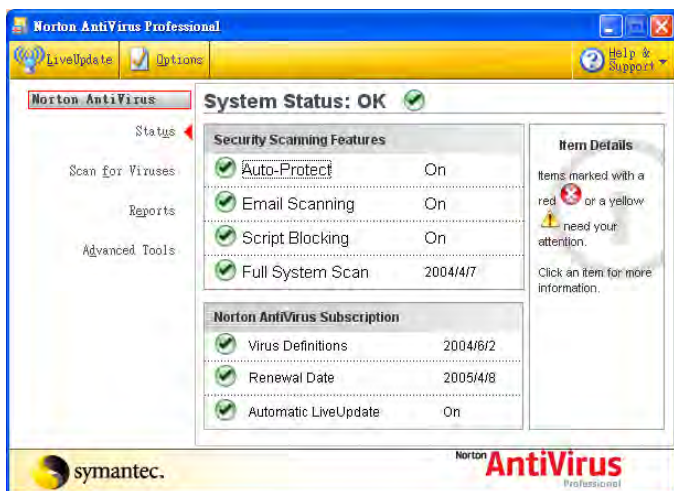 Norton AntiVirus Professional
LiveUpdate
Options
Help & Support
Norton AntiVirus
Status
Scan for Viruses
Reports
Advanced Tools
System Status: OK
Security Scanning Features
Auto-Protect On
Email Scanning On
Script Blocking On
Full System Scan 2004/4/7
Norton AntiVirus Subscription
Virus Definitions 2004/6/2
Renewal Date 2005/4/8
Automatic LiveUpdate On
Item Details
Items marked with a
red or a yellow
need your
attention.
Click an item for more
information.
symantec.
Norton AntiVirus
Professional